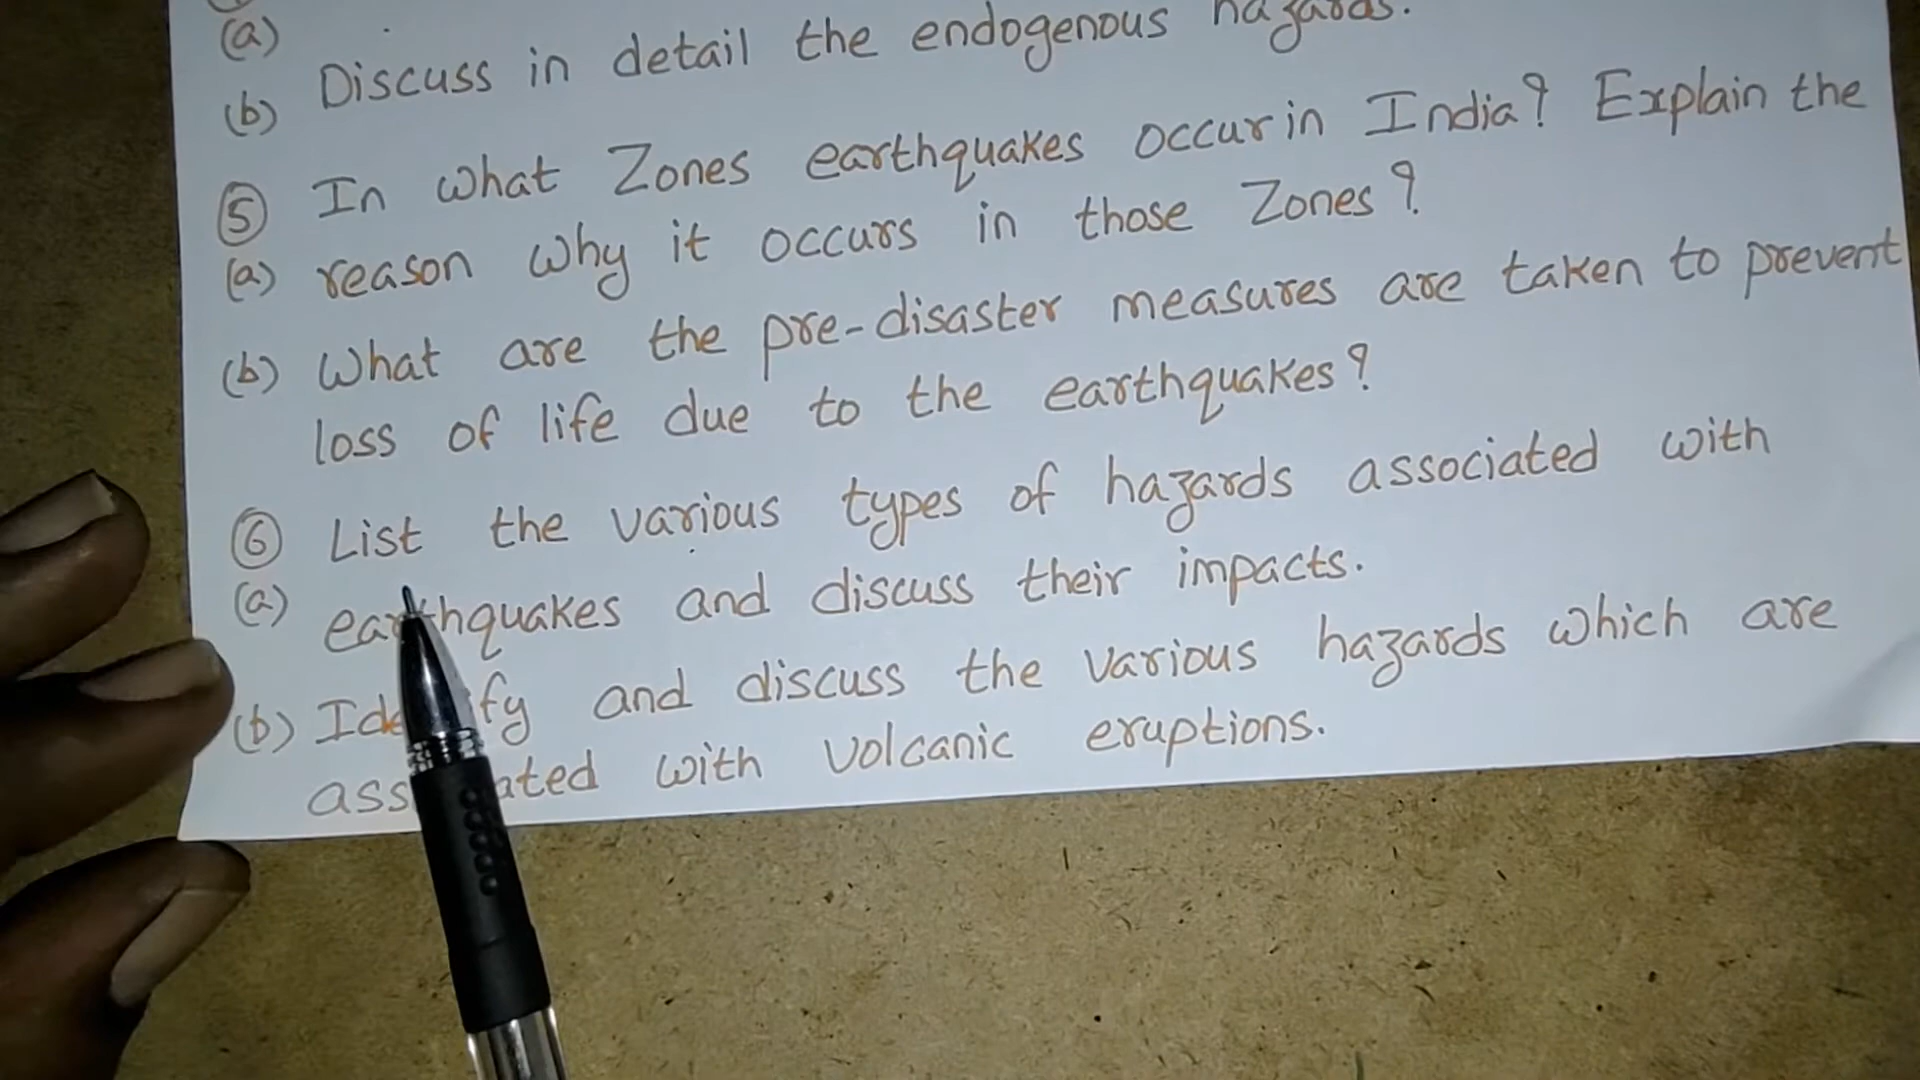 (a)
(b) Discuss in detail the endogenous hazards.
⑤ In what Zones earthquakes occur in India? Explain the
(a) reason why it occurs in those Zones?
(b) What are the pre-disaster measures are taken to prevent
loss of life due to the earthquakes?
⑥ List the various types of hazards associated with
(a) earthquakes and discuss their impacts.
(b) and discuss the various hazards which are
with volcanic eruptions.